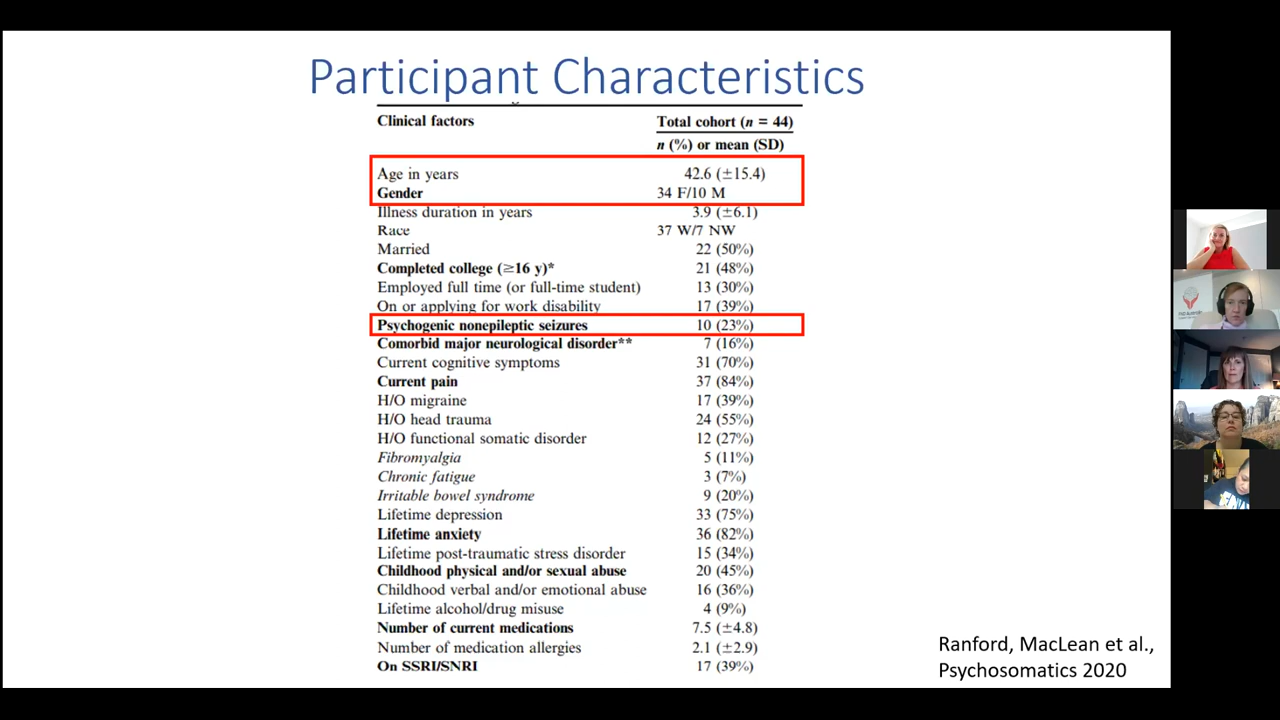 Participant Characteristics
Clinical factors Total cohort (n = 44)
n (%) or mean (SD)
Age in years 42.6 (±15.4)
Gender 34 F/10 M
Illness duration in years 3.9 (±6.1)
Race 37 W/7 NW
Married 22 (50%)
Completed college (≥16 y)* 21 (48%)
Employed full time (or full-time student) 13 (30%)
On or applying for work disability 17 (39%)
Psychogenic nonepileptic seizures 10 (23%)
Comorbid major neurological disorder** 7 (16%)
Current cognitive symptoms 31 (70%)
Current pain 37 (84%)
H/O migraine 17 (39%)
H/O head trauma 24 (55%)
H/O functional somatic disorder 12 (27%)
Fibromyalgia 5 (11%)
Chronic fatigue 3 (7%)
Irritable bowel syndrome 9 (20%)
Lifetime depression 33 (75%)
Lifetime anxiety 36 (82%)
Lifetime post-traumatic stress disorder 15 (34%)
Childhood physical and/or sexual abuse 20 (45%)
Childhood verbal and/or emotional abuse 16 (36%)
Lifetime alcohol/drug misuse 4 (9%)
Number of current medications 7.5 (±4.8)
Number of medication allergies 2.1 (±2.9)
On SSRI/SNRI 17 (39%)
Ranford, MacLean et al.,
Psychosomatics 2020